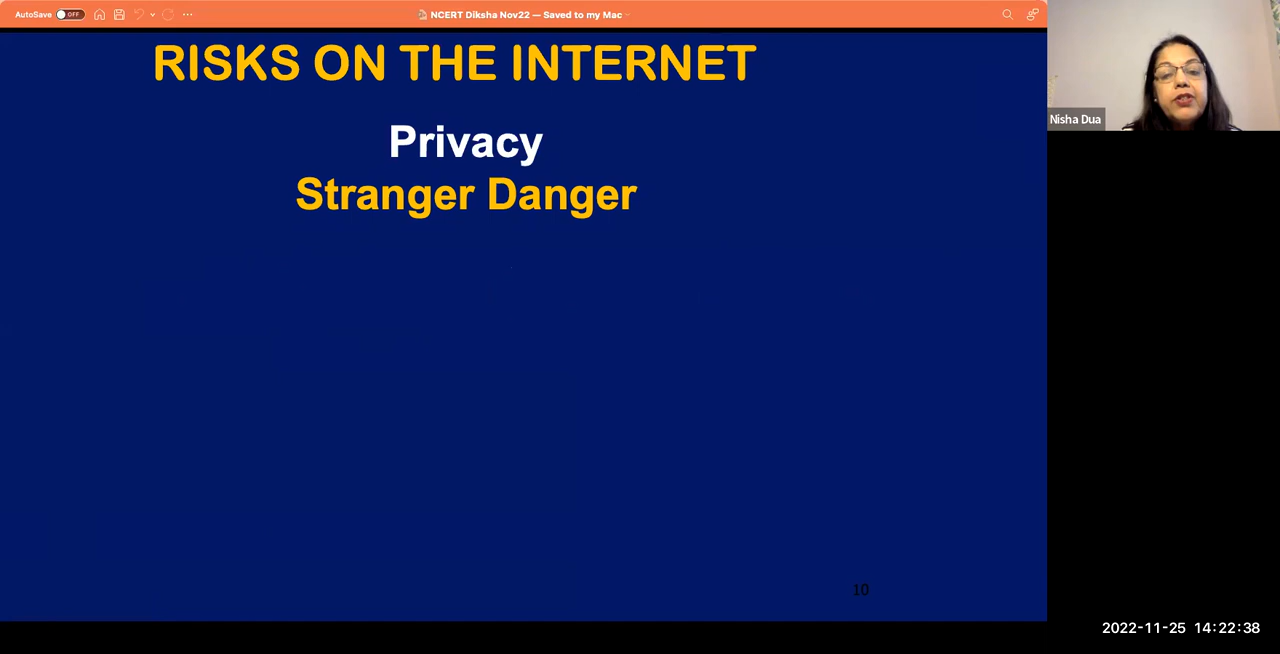 AutoSave OFF
NCERT Diksha Nov22 — Saved to my Mac
RISKS ON THE INTERNET
Privacy
Stranger Danger
10
Nisha Dua
2022-11-25 14:22:38